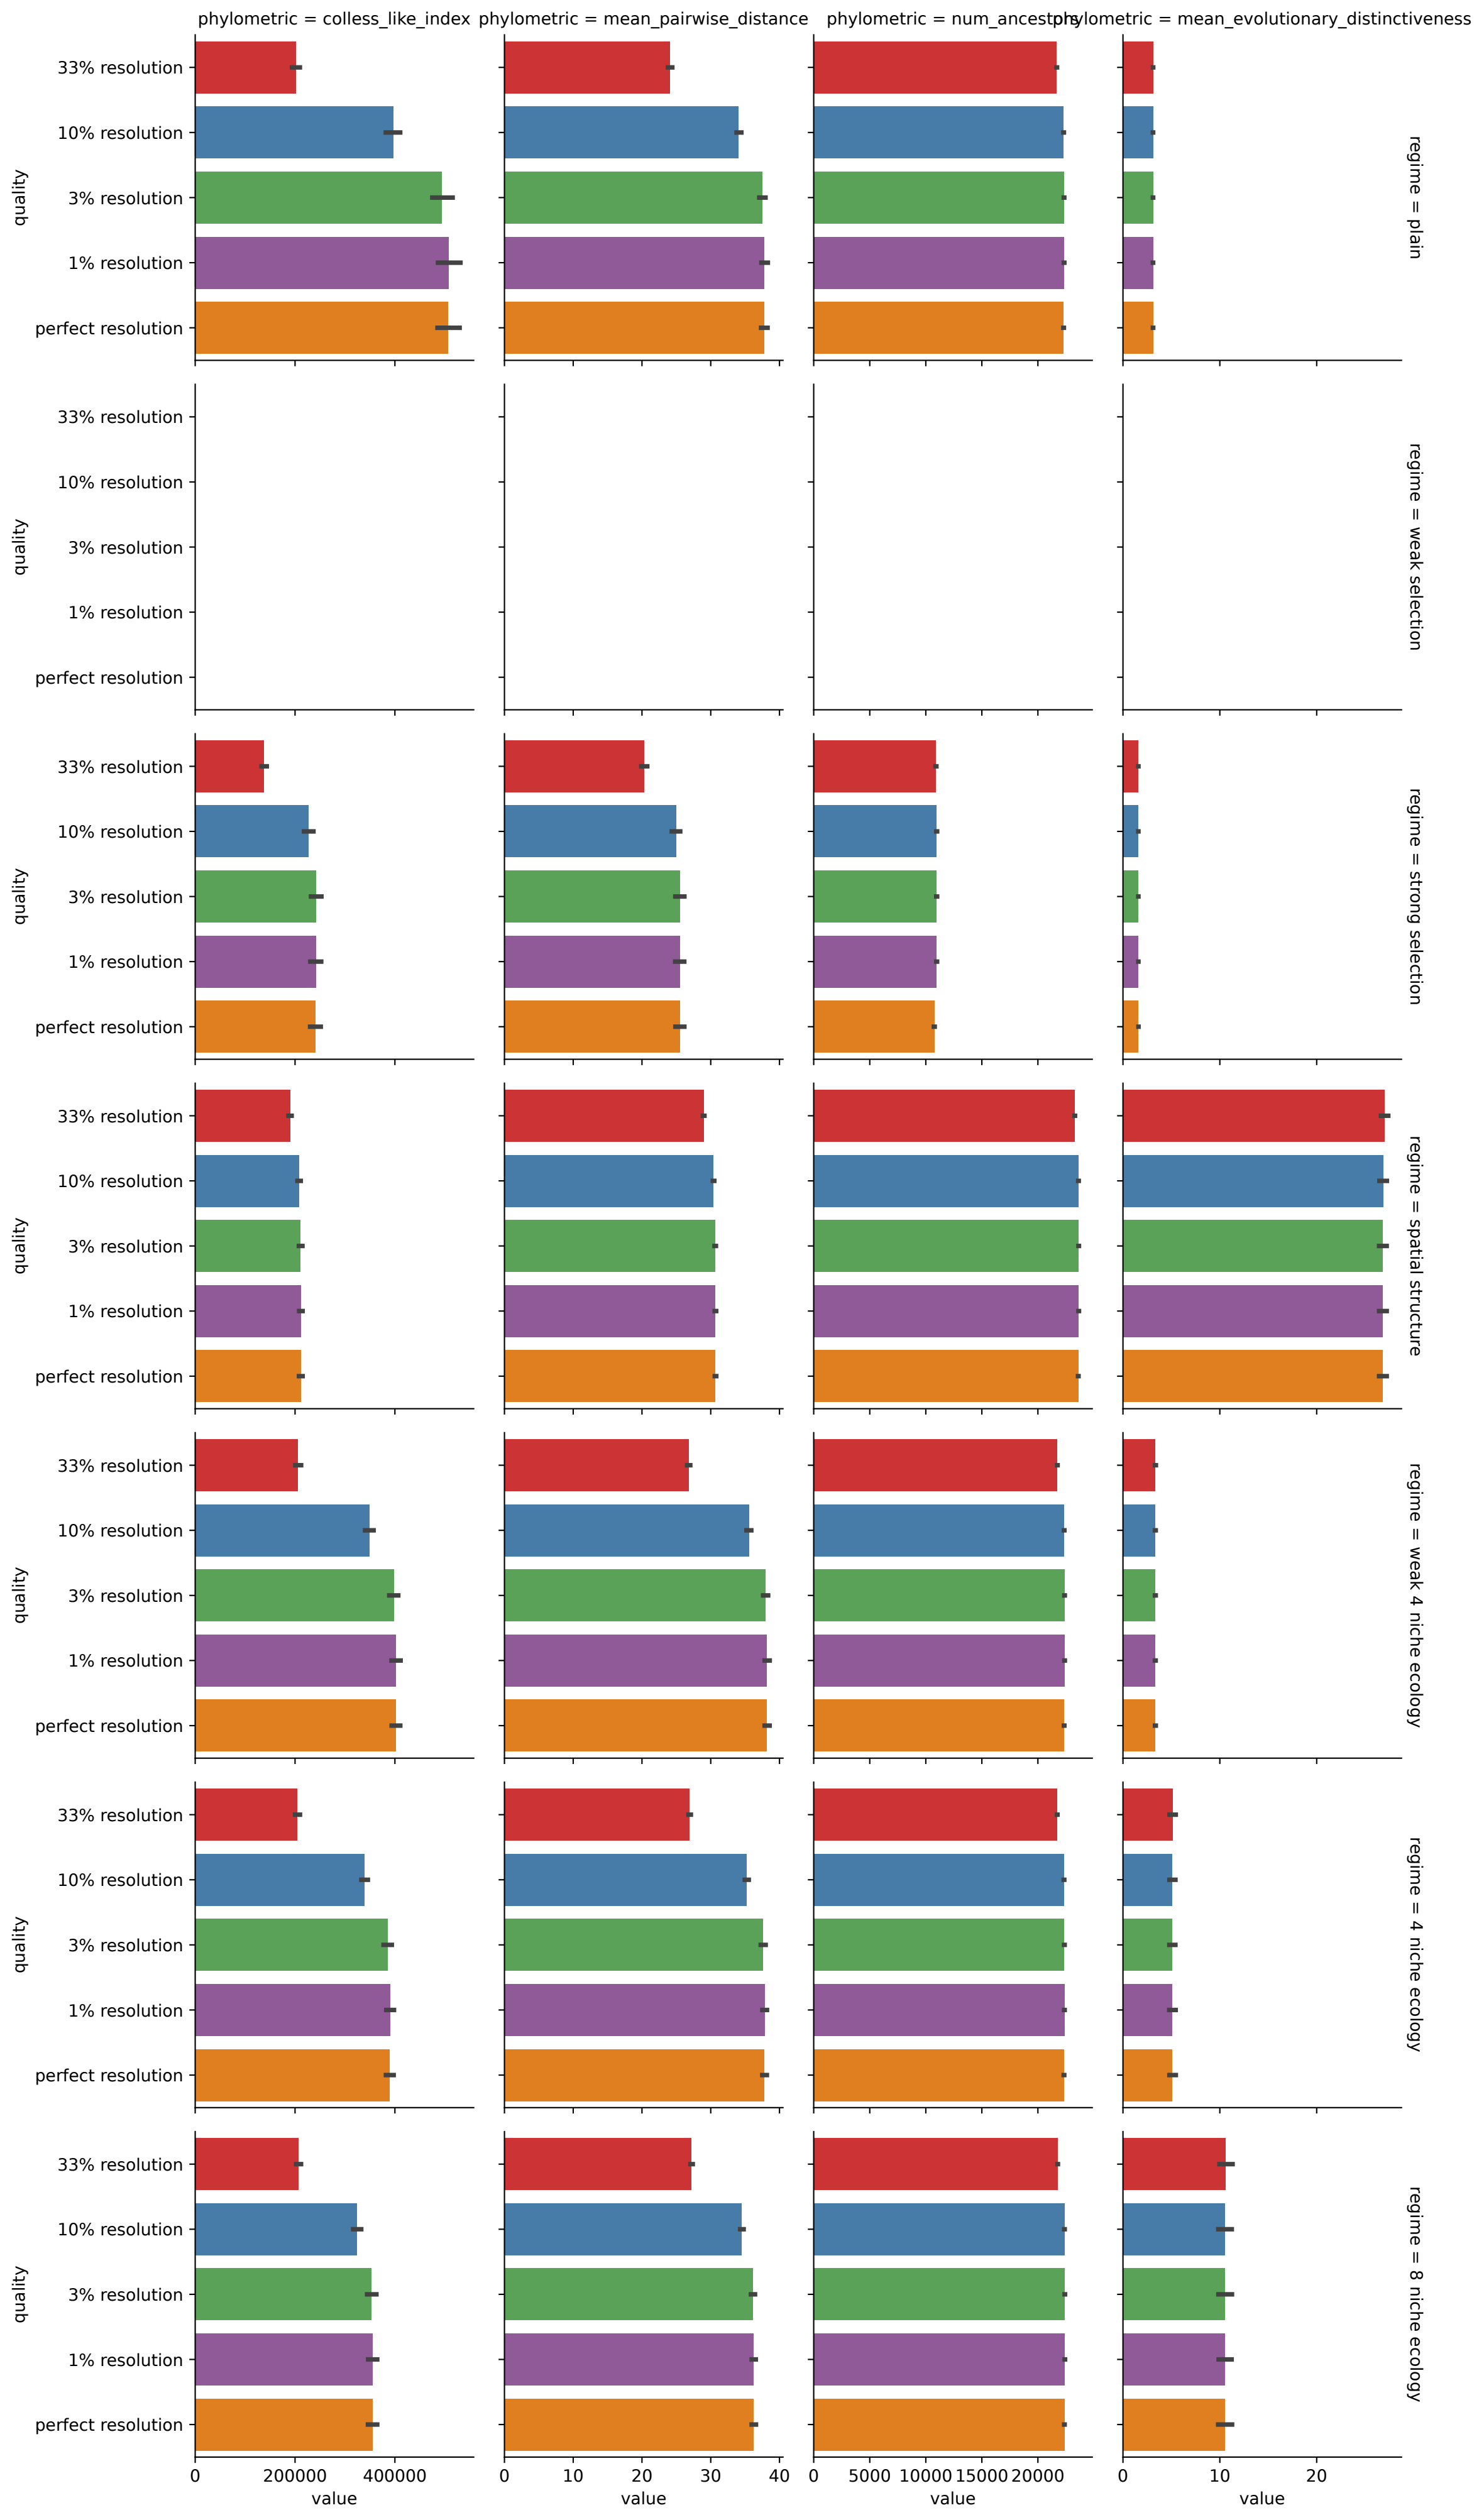 phylometric = colless_like_index
phylometric = mean_pairwise_distance
phylometric = num_ancestors
phylometric = mean_evolutionary_distinctiveness
33% resolution
10% resolution
3% resolution
1% resolution
perfect resolution
quality
regime = plain
33% resolution
10% resolution
3% resolution
1% resolution
perfect resolution
quality
regime = weak selection
33% resolution
10% resolution
3% resolution
1% resolution
perfect resolution
quality
regime = strong selection
33% resolution
10% resolution
3% resolution
1% resolution
perfect resolution
quality
regime = spatial structure
33% resolution
10% resolution
3% resolution
1% resolution
perfect resolution
quality
regime = weak 4 niche ecology
33% resolution
10% resolution
3% resolution
1% resolution
perfect resolution
quality
regime = 4 niche ecology
33% resolution
10% resolution
3% resolution
1% resolution
perfect resolution
quality
regime = 8 niche ecology
0 200000 400000
0 10 20 30 40
0 5000 10000 15000 20000
0 10 20
value
value
value
value